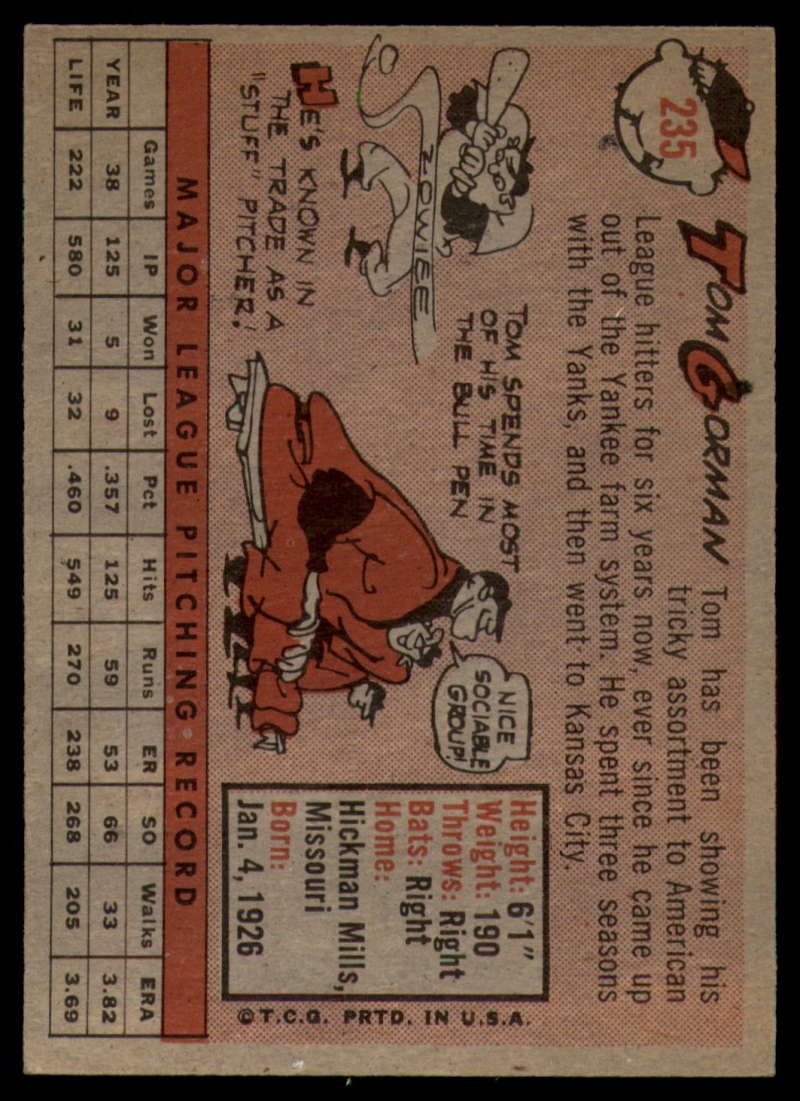 235
TOM GORMAN
Tom has been showing his
tricky assortment to American
League hitters for six years now, ever since he came up
out of the Yankee farm system. He spent three seasons
with the Yanks, and then went to Kansas City.
ZOWIEE
HE'S KNOWN IN
THE TRADE AS A
"STUFF" PITCHER!
TOM SPENDS MOST
OF HIS TIME IN
THE BULL PEN
NICE
SOCIABLE
GROUP!
Height: 6'1"
Weight: 190
Throws: Right
Bats: Right
Home:
Hickman Mills,
Missouri
Born:
Jan. 4, 1926
©T.C.G. PRTD. IN U.S.A.
MAJOR LEAGUE PITCHING RECORD
Games IP Won Lost Pct Hits Runs ER SO Walks ERA
YEAR 38 125 5 9 .357 125 59 53 66 33 3.82
LIFE 222 580 31 32 .460 549 270 238 268 205 3.69